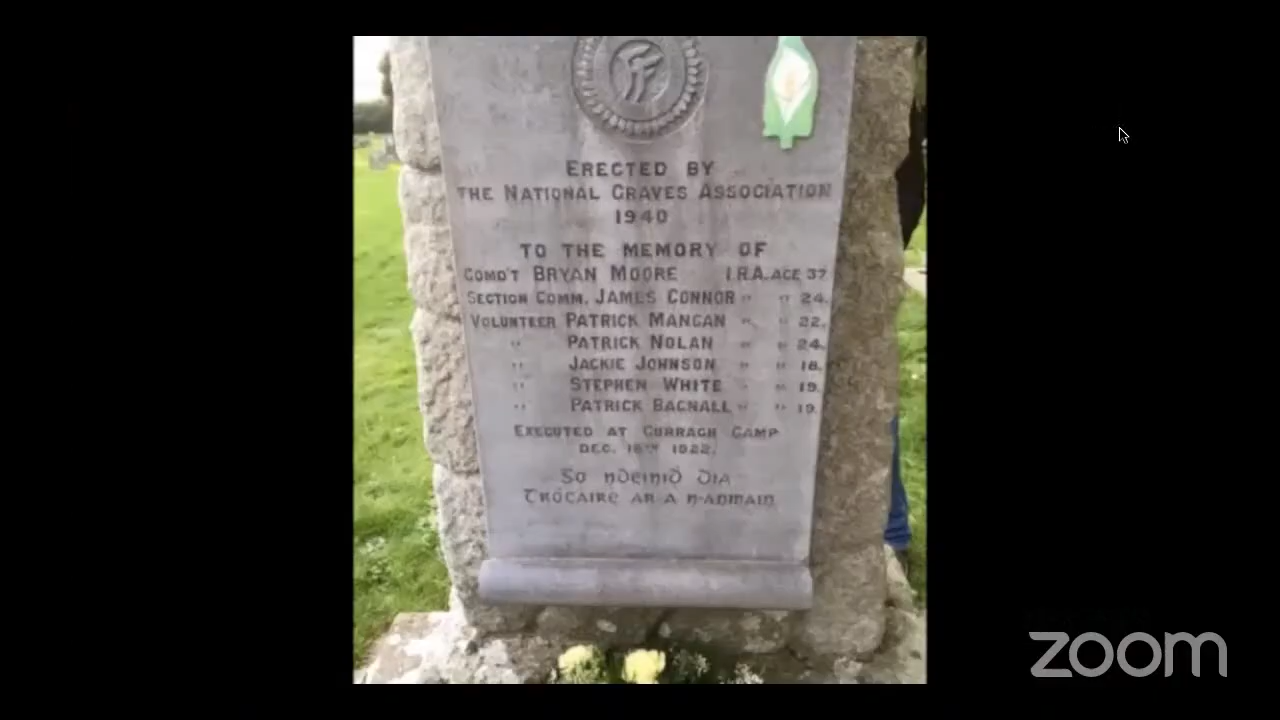 FF
ERECTED BY
THE NATIONAL GRAVES ASSOCIATION
1940
TO THE MEMORY OF
COMD'T BRYAN MOORE I.R.A. AGE 37
SECTION COMM. JAMES CONNOR " " 24.
VOLUNTEER PATRICK MANGAN " " 22.
" PATRICK NOLAN " " 24.
" JACKIE JOHNSON " " 18.
" STEPHEN WHITE " " 19.
" PATRICK BAGNALL " " 19.
EXECUTED AT CURRAGH CAMP
DEC. 1922.
Go ndeiniḋ Dia
Trócaire ar a n-anmain
zoom